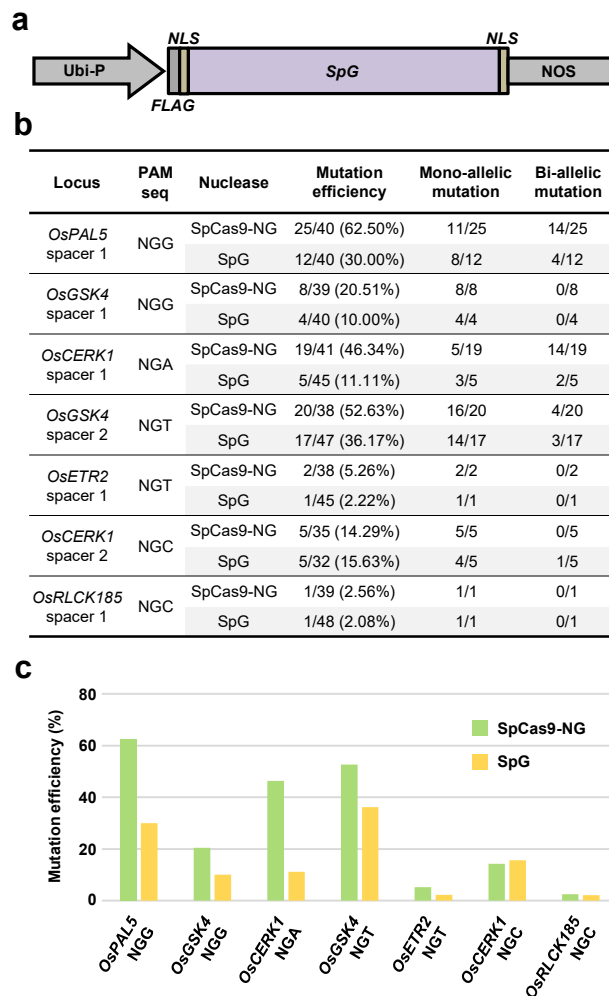 a
NLS NLS
Ubi-P SpG NOS
FLAG
b
Locus PAM seq Nuclease Mutation efficiency Mono-allelic mutation Bi-allelic mutation
OsPAL5 spacer 1 NGG SpCas9-NG 25/40 (62.50%) 11/25 14/25
SpG 12/40 (30.00%) 8/12 4/12
OsGSK4 spacer 1 NGG SpCas9-NG 8/39 (20.51%) 8/8 0/8
SpG 4/40 (10.00%) 4/4 0/4
OsCERK1 spacer 1 NGA SpCas9-NG 19/41 (46.34%) 5/19 14/19
SpG 5/45 (11.11%) 3/5 2/5
OsGSK4 spacer 2 NGT SpCas9-NG 20/38 (52.63%) 16/20 4/20
SpG 17/47 (36.17%) 14/17 3/17
OsETR2 spacer 1 NGT SpCas9-NG 2/38 (5.26%) 2/2 0/2
SpG 1/45 (2.22%) 1/1 0/1
OsCERK1 spacer 2 NGC SpCas9-NG 5/35 (14.29%) 5/5 0/5
SpG 5/32 (15.63%) 4/5 1/5
OsRLCK185 spacer 1 NGC SpCas9-NG 1/39 (2.56%) 1/1 0/1
SpG 1/48 (2.08%) 1/1 0/1
c
Mutation efficiency (%)
80
60
40
20
0
SpCas9-NG
SpG
OsPAL5 NGG
OsGSK4 NGG
OsCERK1 NGA
OsGSK4 NGT
OsETR2 NGT
OsCERK1 NGC
OsRLCK185 NGC